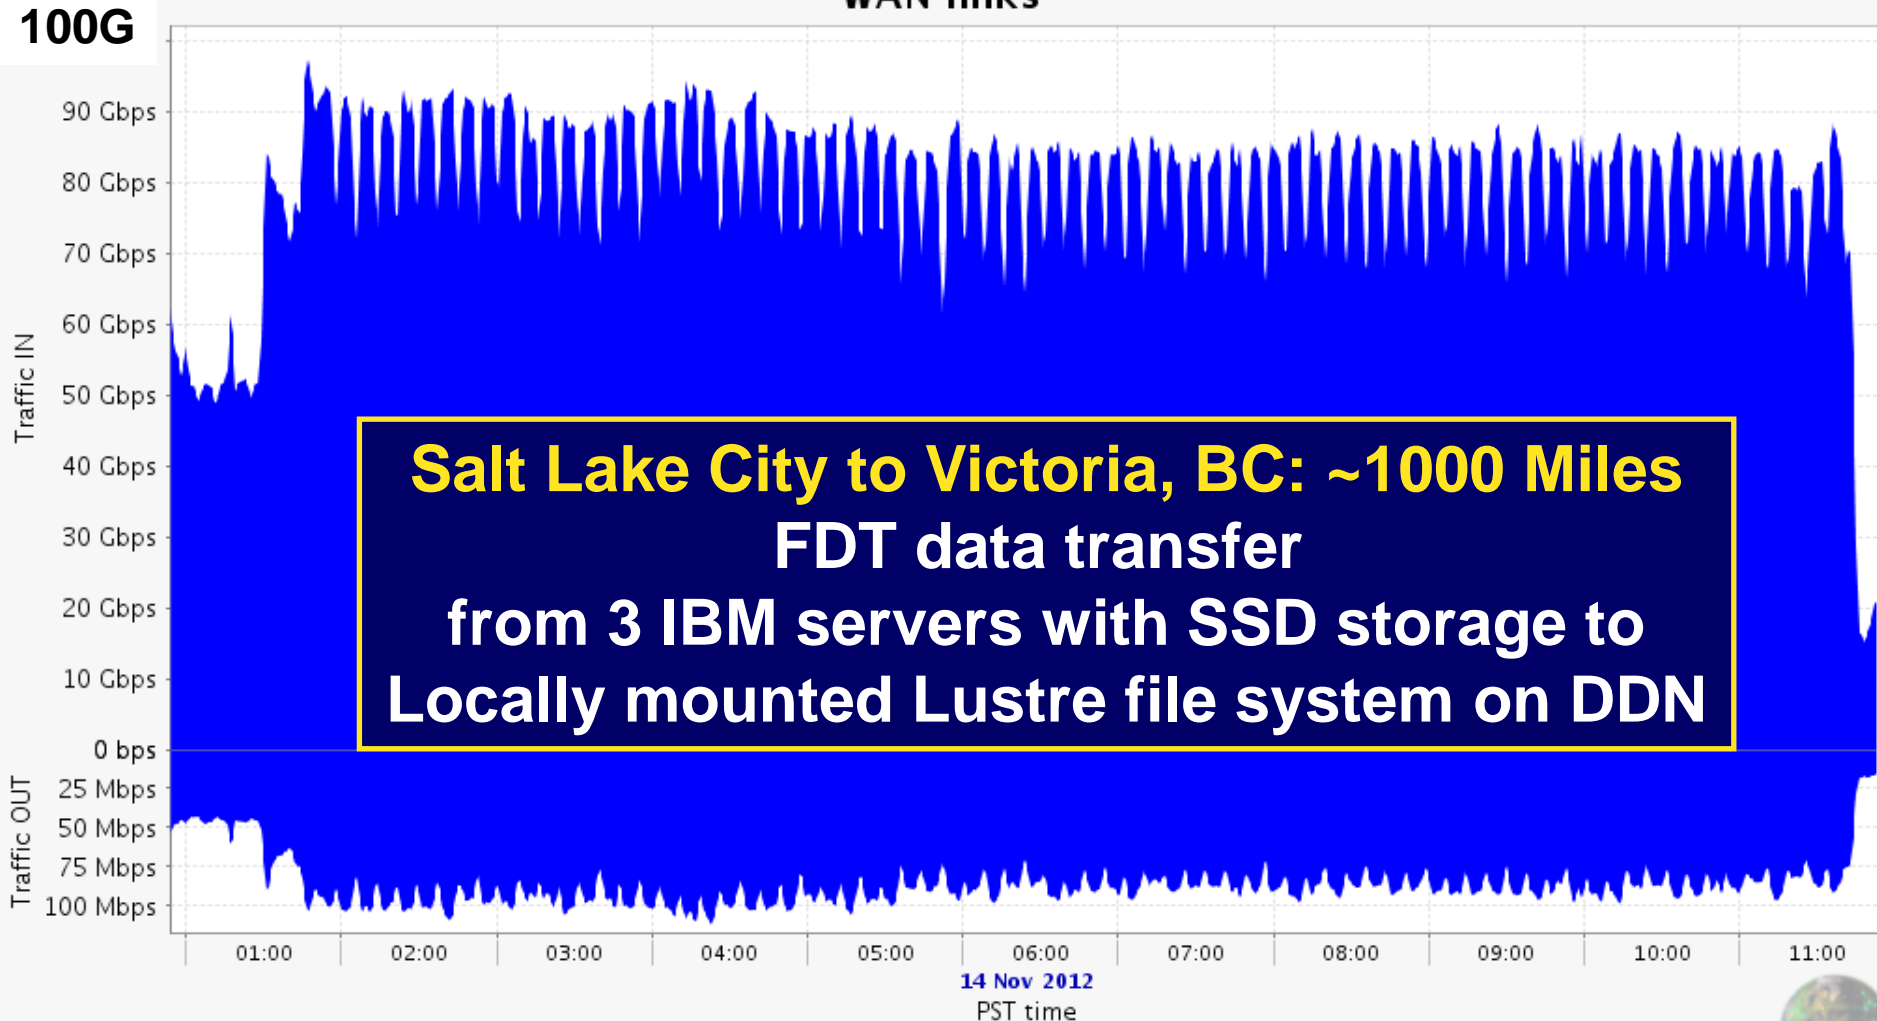 WAN links
100G
90 Gbps
80 Gbps
70 Gbps
60 Gbps
50 Gbps
40 Gbps
30 Gbps
20 Gbps
10 Gbps
0 bps
25 Mbps
50 Mbps
75 Mbps
100 Mbps
Traffic IN
Traffic OUT
Salt Lake City to Victoria, BC: ~1000 Miles
FDT data transfer
from 3 IBM servers with SSD storage to
Locally mounted Lustre file system on DDN
01:00 02:00 03:00 04:00 05:00 06:00 07:00 08:00 09:00 10:00 11:00
14 Nov 2012
PST time